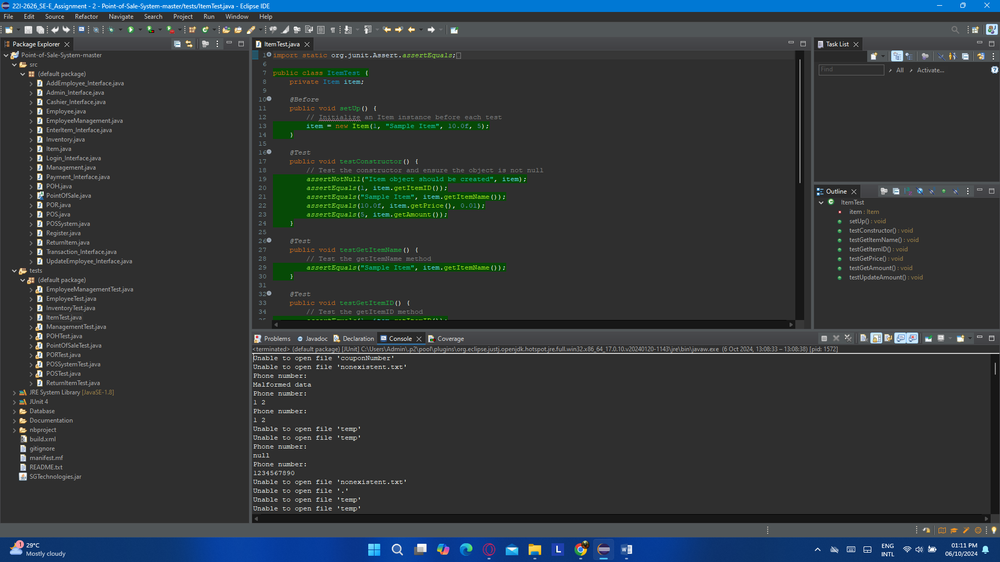 22I-2626_SE-E_Assignment - 2 - Point-of-Sale-System-master/tests/ItemTest.java - Eclipse IDE
File Edit Source Refactor Navigate Search Project Run Window Help
Package Explorer
Point-of-Sale-System-master
src
(default package)
AddEmployee_Interface.java
Admin_Interface.java
Cashier_Interface.java
Employee.java
EmployeeManagement.java
EnterItem_Interface.java
Inventory.java
Item.java
Login_Interface.java
Management.java
Payment_Interface.java
POH.java
PointOfSale.java
POR.java
POS.java
POSSystem.java
Register.java
ReturnItem.java
Transaction_Interface.java
UpdateEmployee_Interface.java
tests
(default package)
EmployeeManagementTest.java
EmployeeTest.java
InventoryTest.java
ItemTest.java
ManagementTest.java
POHTest.java
PointOfSaleTest.java
PORTest.java
POSSystemTest.java
POSTest.java
ReturnItemTest.java
JRE System Library [JavaSE-1.8]
JUnit 4
Database
Documentation
nbproject
build.xml
gitignore
manifest.mf
README.txt
SGTechnologies.jar
ItemTest.java
1 import static org.junit.Assert.assertEquals;
6
7 public class ItemTest {
8 private Item item;
9
10 @Before
11 public void setUp() {
12 // Initialize an Item instance before each test
13 item = new Item(1, "Sample Item", 10.0f, 5);
14 }
15
16 @Test
17 public void testConstructor() {
18 // Test the constructor and ensure the object is not null
19 assertNotNull("Item object should be created", item);
20 assertEquals(1, item.getItemID());
21 assertEquals("Sample Item", item.getItemName());
22 assertEquals(10.0f, item.getPrice(), 0.01);
23 assertEquals(5, item.getAmount());
24 }
25
26 @Test
27 public void testGetItemName() {
28 // Test the getItemName method
29 assertEquals("Sample Item", item.getItemName());
30 }
31
32 @Test
33 public void testGetItemID() {
34 // Test the getItemID method
35 assertEquals(1, item.getItemID());
Task List
Find
All
Activate...
Outline
ItemTest
item : Item
setUp() : void
testConstructor() : void
testGetItemName() : void
testGetItemID() : void
testGetPrice() : void
testGetAmount() : void
testUpdateAmount() : void
Problems Javadoc Declaration Console Coverage
<terminated> (default package) [JUnit] C:\Users\Admin\.p2\pool\plugins\org.eclipse.justj.openjdk.hotspot.jre.full.win32.x86_64_17.0.10.v20240120-1143\jre\bin\javaw.exe (6 Oct 2024, 13:08:33 – 13:08:38) [pid: 1572]
Unable to open file 'couponNumber'
Unable to open file 'nonexistent.txt'
Phone number:
Malformed data
Phone number:
1 2
Phone number:
1 2
Unable to open file 'temp'
Unable to open file 'temp'
Phone number:
null
Phone number:
1234567890
Unable to open file 'nonexistent.txt'
Unable to open file '.'
Unable to open file 'temp'
Unable to open file 'temp'
1
29°C
Mostly cloudy
L
W
ENG
INTL
01:11 PM
06/10/2024